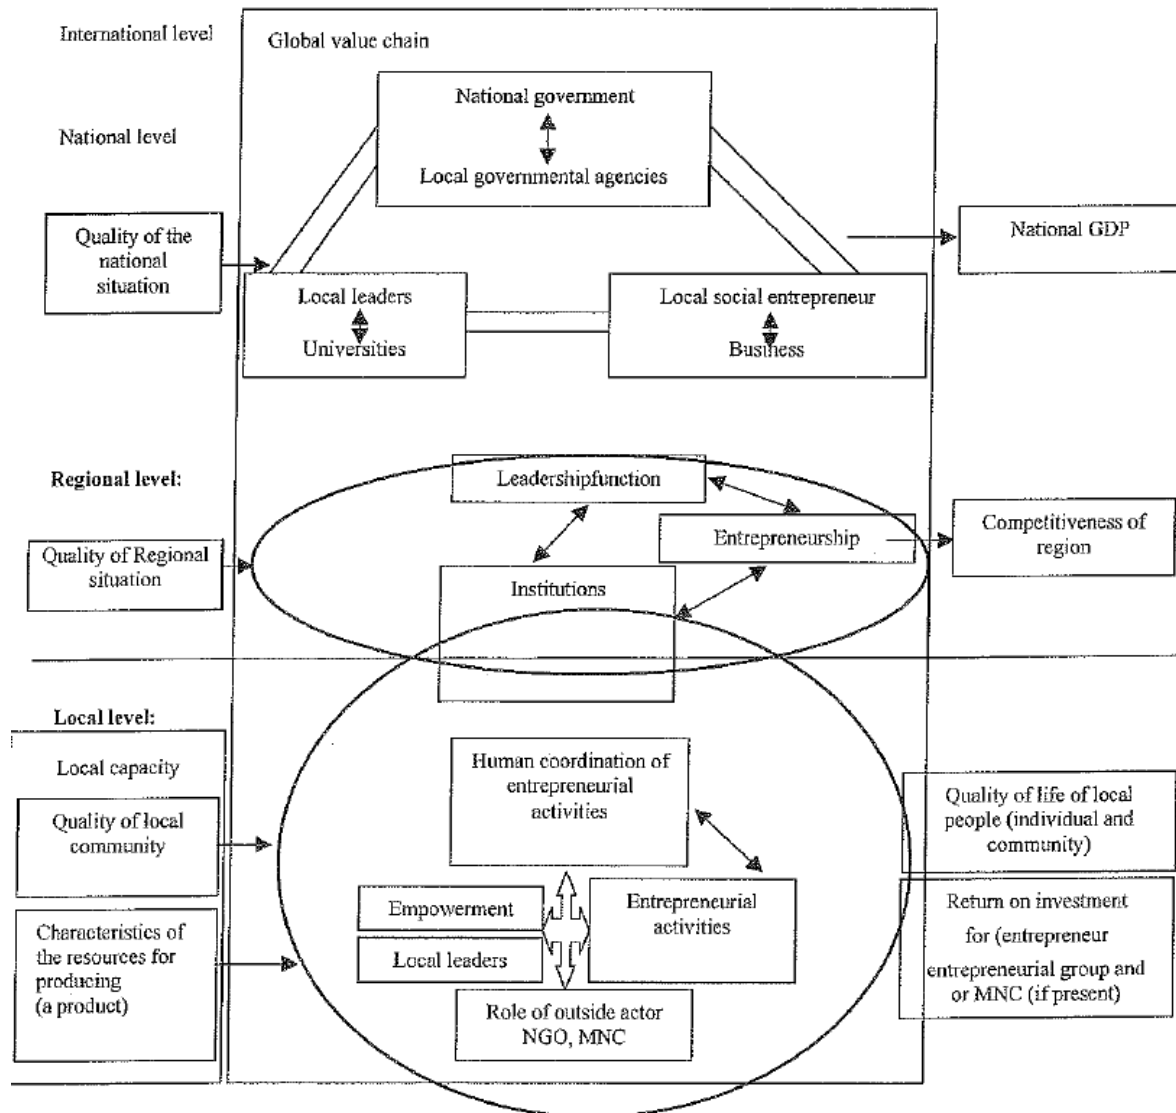 International level
Global value chain
National government
National level
Local governmental agencies
Quality of the
national
situation
National GDP
Local leaders
Universities
Local social entrepreneur
Business
Regional level:
Leadershipfunction
Quality of Regional
situation
Entrepreneurship
Competitiveness of
region
Institutions
Local level:
Local capacity
Quality of local
community
Characteristics of
the resources for
producing
(a product)
Human coordination of
entrepreneurial
activities
Empowerment
Local leaders
Entrepreneurial
activities
Role of outside actor
NGO, MNC
Quality of life of local
people (individual and
community)
Return on investment
for (entrepreneur
entrepreneurial group and
or MNC (if present)